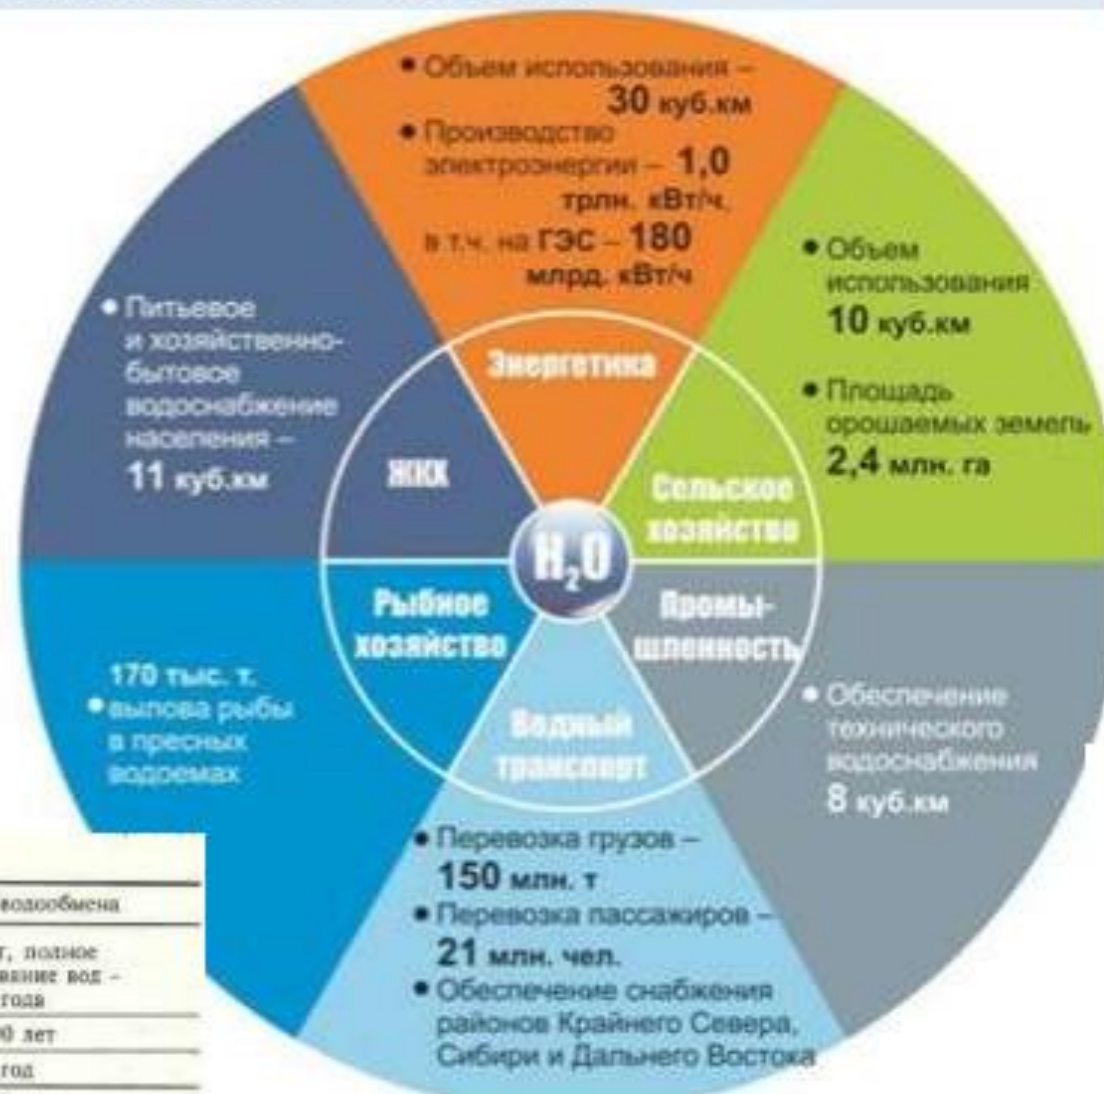 • Объем использования –
30 куб.км
• Производство
электроэнергии – 1,0
трлн. кВт/ч.
в т.ч. на ГЭС – 180
млрд. кВт/ч
Энергетика
• Объем
использования
10 куб.км
• Площадь
орошаемых земель
2,4 млн. га
Сельское
хозяйство
• Питьевое
и хозяйственно-
бытовое
водоснабжение
населения –
11 куб.км
ЖКХ
H₂O
Рыбное
хозяйство
170 тыс. т.
• вылова рыбы
в пресных
водоемах
Промы-
шленность
• Обеспечение
технического
водоснабжения
8 куб.км
Водный
транспорт
• Перевозка грузов –
150 млн. т
• Перевозка пассажиров –
21 млн. чел.
• Обеспечение снабжения
районов Крайнего Севера,
Сибири и Дальнего Востока
водообмена
полное
вание вод –
года
лет
год